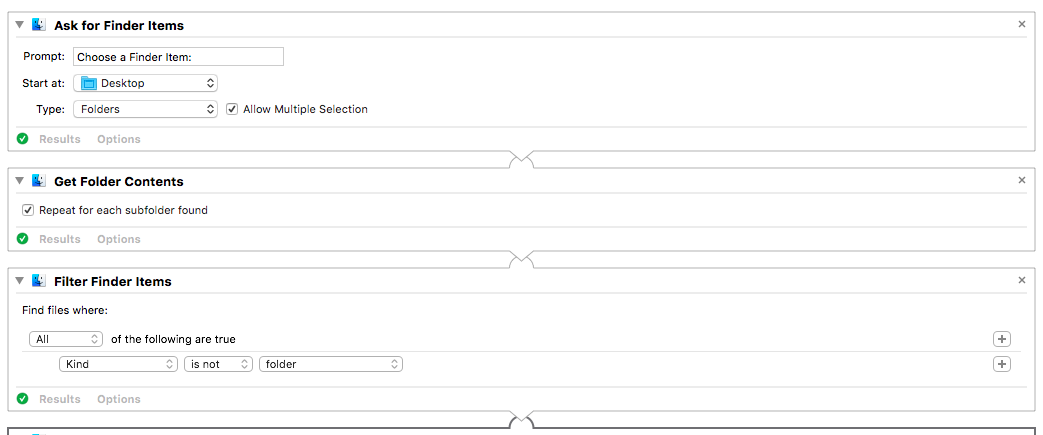 Ask for Finder Items
Prompt: Choose a Finder Item:
Start at: Desktop
Type: Folders Allow Multiple Selection
Results Options
Get Folder Contents
Repeat for each subfolder found
Results Options
Filter Finder Items
Find files where:
All of the following are true
Kind is not folder
Results Options